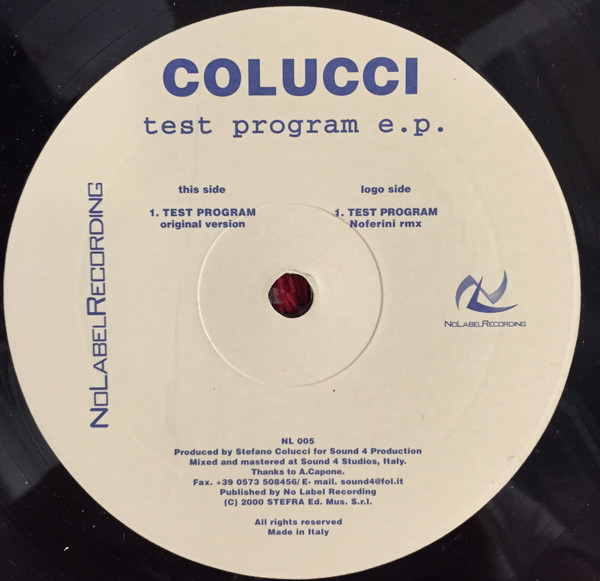 COLUCCI
test program e.p.
this side
1. TEST PROGRAM
original version
logo side
1. TEST PROGRAM
Noferini rmx
NoLabelRecording
NoLabelRecording
NL 005
Produced by Stefano Colucci for Sound 4 Production
Mixed and mastered at Sound 4 Studios, Italy.
Thanks to A.Capone.
Fax. +39 0573 508456/ E- mail. sound4@fol.it
Published by No Label Recording
(C) 2000 STEFRA Ed. Mus. S.r.l.
All rights reserved
Made in Italy